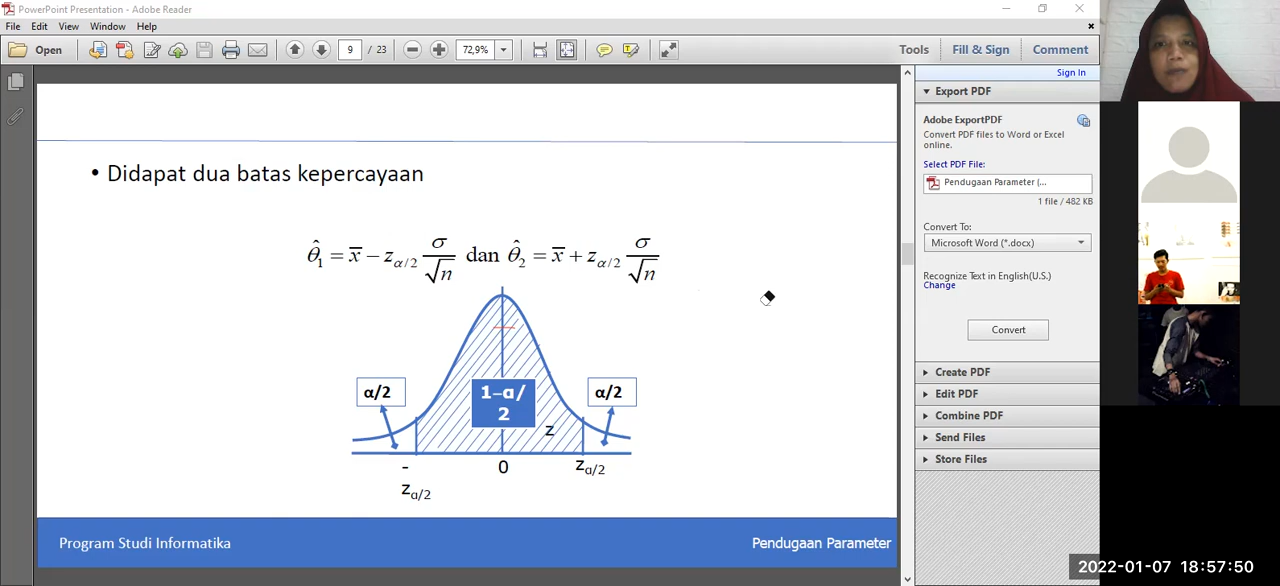 PowerPoint Presentation - Adobe Reader
File Edit View Window Help
Open 9 / 23 72,9% Tools Fill & Sign Comment
Sign In
Export PDF
Adobe ExportPDF
Convert PDF files to Word or Excel
online.
Select PDF File:
Pendugaan Parameter (...
1 file / 482 KB
Convert To:
Microsoft Word (*.docx)
Recognize Text in English(U.S.)
Change
Convert
Create PDF
Edit PDF
Combine PDF
Send Files
Store Files
• Didapat dua batas kepercayaan
θ̂₁ = x̅ − z_{α/2} σ/√n dan θ̂₂ = x̅ + z_{α/2} σ/√n
α/2 1−α/ α/2
2
z
- 0 z_{α/2}
z_{α/2}
Program Studi Informatika Pendugaan Parameter
2022-01-07 18:57:50